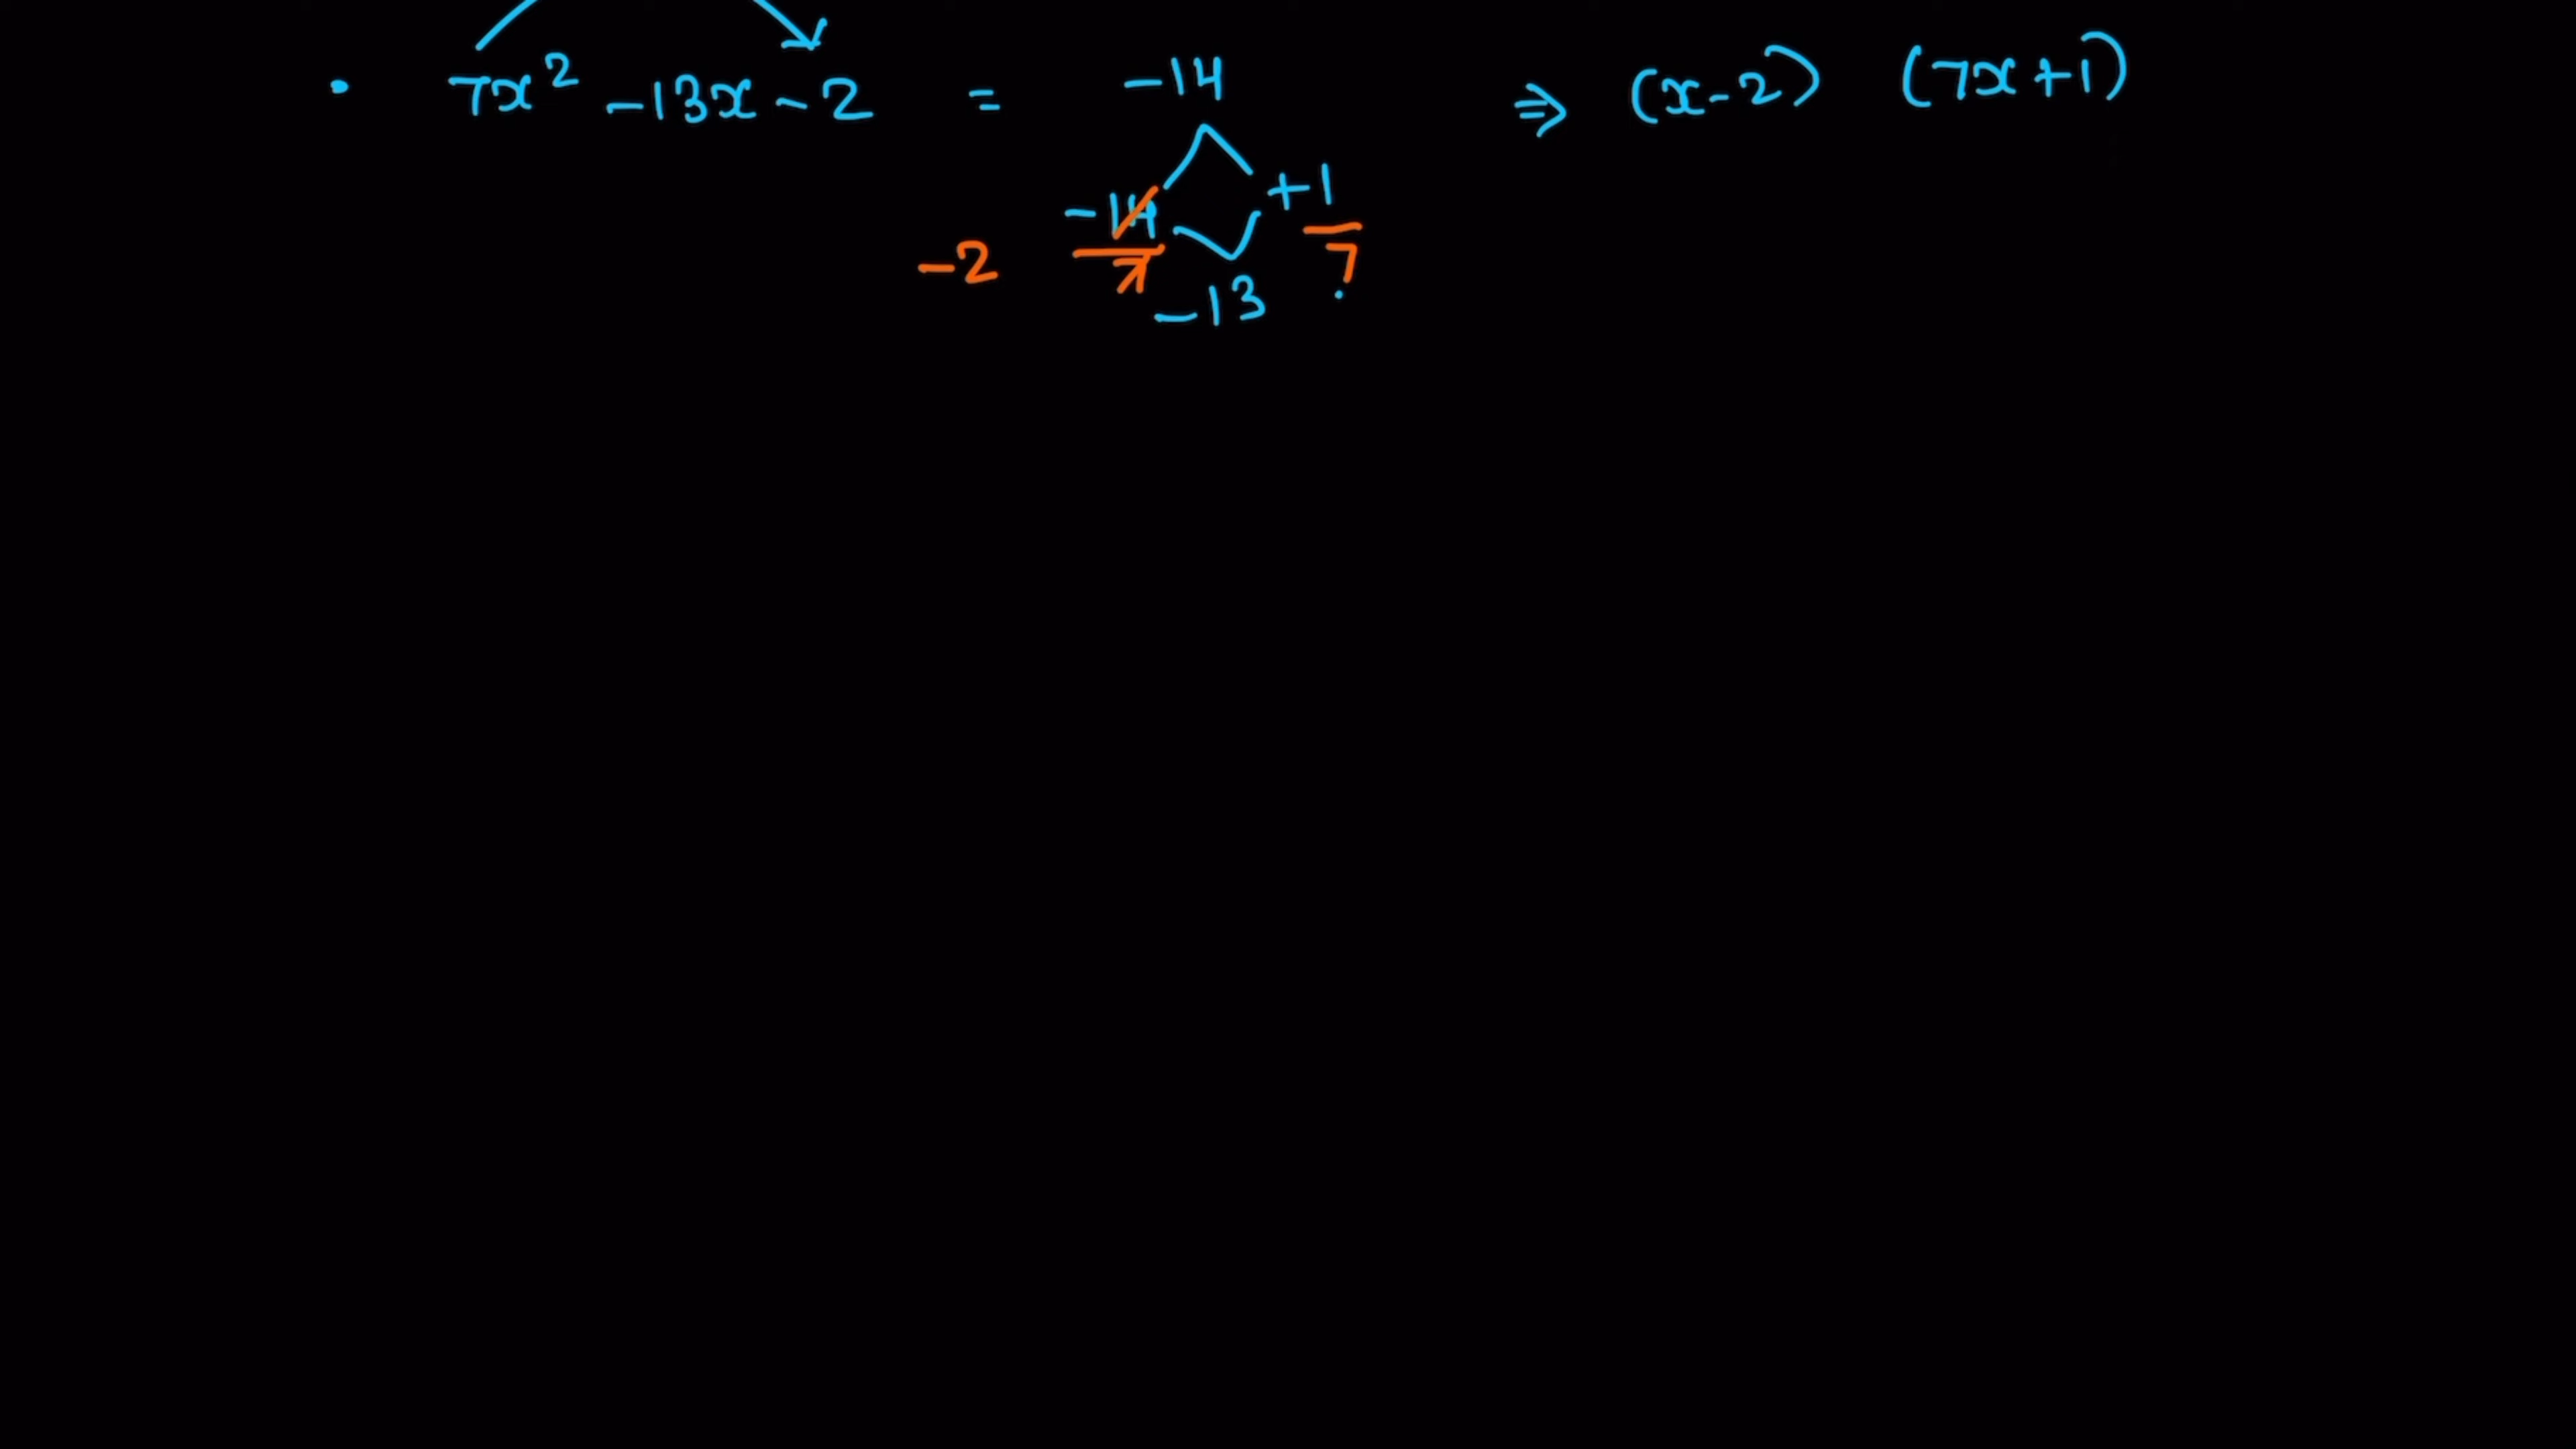 • 7x² -13x - 2 = -14 ⇒ (x-2) (7x+1)
-14 +1
-2 7 7
-13